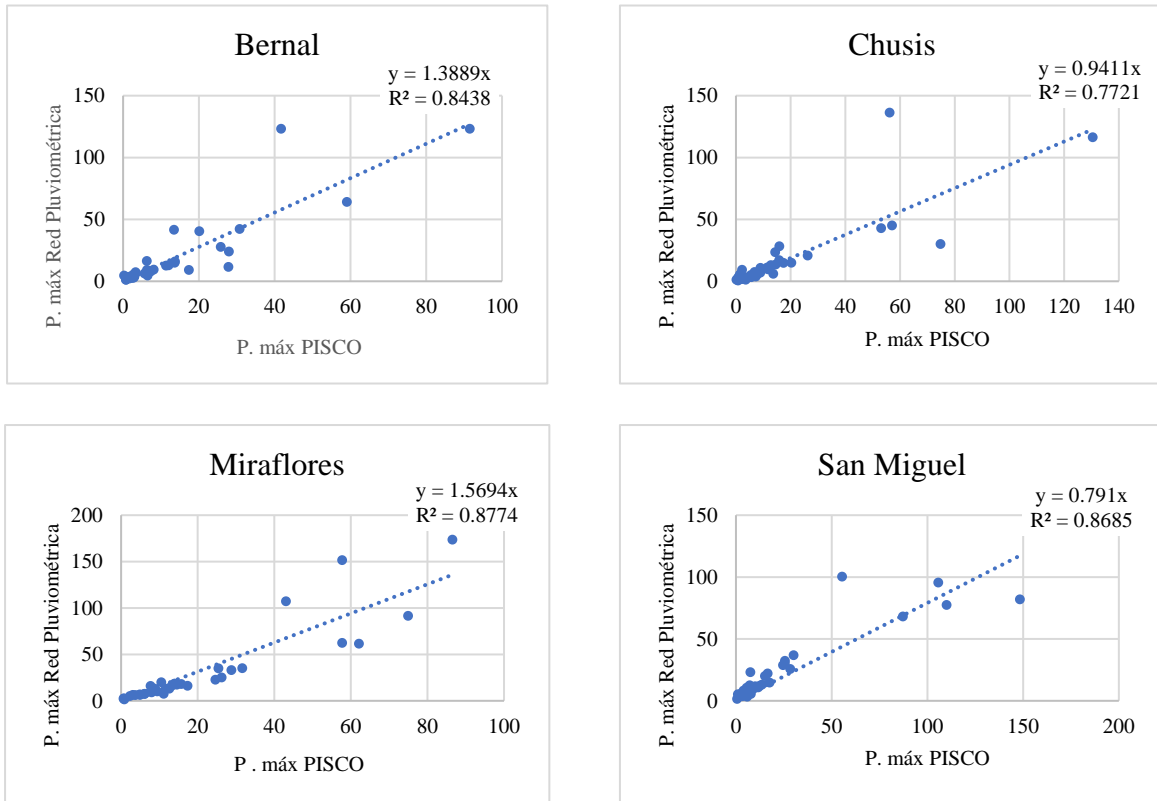 Bernal
y = 1.3889x
R² = 0.8438
P. máx Red Pluviométrica
150
100
50
0
0 20 40 60 80 100
P. máx PISCO
Chusis
y = 0.9411x
R² = 0.7721
P. máx Red Pluviométrica
150
100
50
0
0 20 40 60 80 100 120 140
P. máx PISCO
Miraflores
y = 1.5694x
R² = 0.8774
P. máx Red Pluviométrica
200
150
100
50
0
0 20 40 60 80 100
P . máx PISCO
San Miguel
y = 0.791x
R² = 0.8685
P. máx Red Pluviométrica
150
100
50
0
0 50 100 150 200
P. máx PISCO